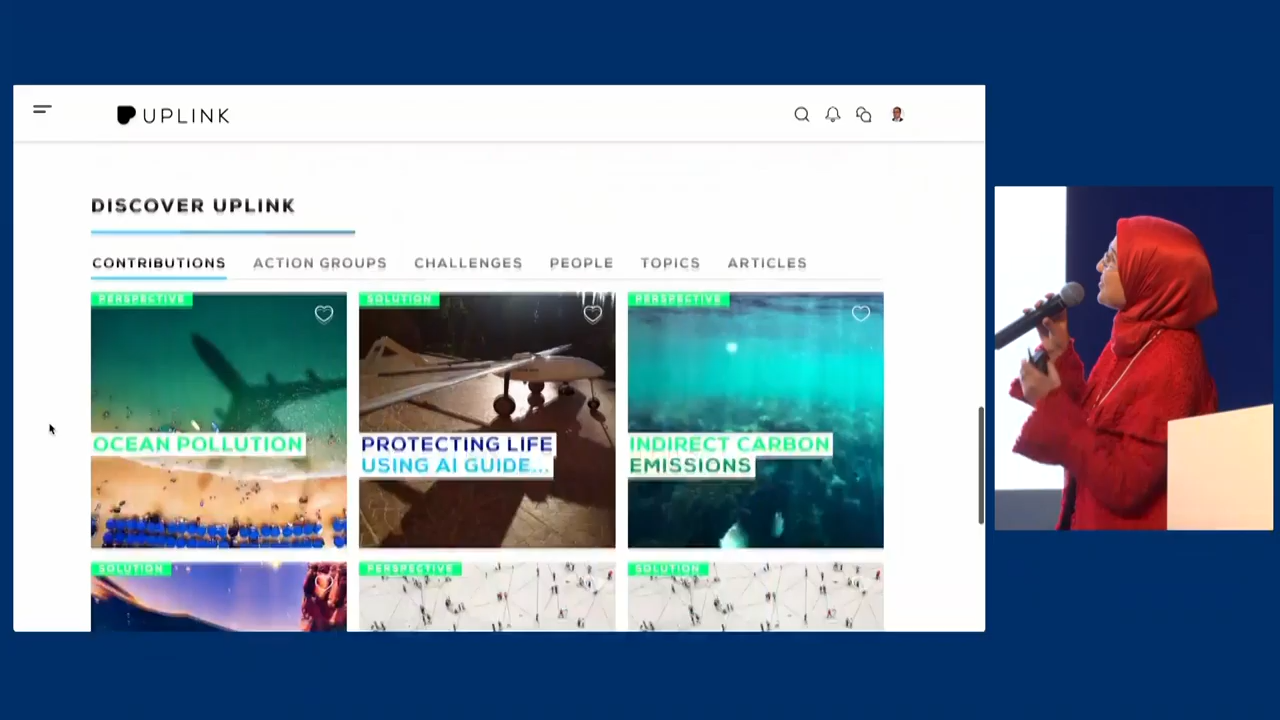 UPLINK
DISCOVER UPLINK
CONTRIBUTIONS
ACTION GROUPS
CHALLENGES
PEOPLE
TOPICS
ARTICLES
PERSPECTIVE
OCEAN POLLUTION
SOLUTION
PROTECTING LIFE
USING AI GUIDE...
PERSPECTIVE
INDIRECT CARBON
EMISSIONS
SOLUTION
PERSPECTIVE
SOLUTION